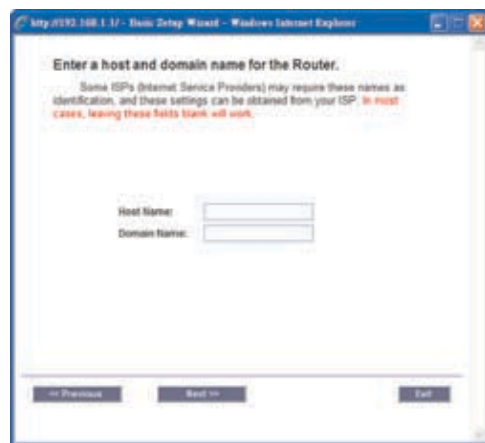 http://192.168.1.1/ - Basic Setup Wizard - Windows Internet Explorer
Enter a host and domain name for the Router.
Some ISPs (Internet Service Providers) may require these names as
identification, and these settings can be obtained from your ISP. In most
cases, leaving these fields blank will work.
Host Name:
Domain Name:
<< Previous
Next >>
Exit